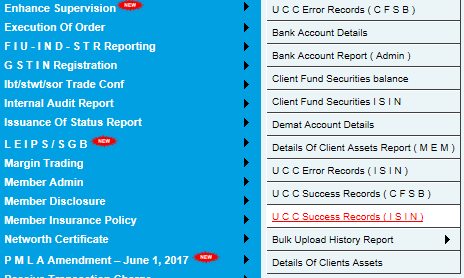 Enhance Supervision NEW
Execution Of Order
F I U - I N D - S T R Reporting
G S T I N Registration
Ibt/stwt/sor Trade Conf
Internal Audit Report
Issuance Of Status Report
L E I P S / S G B NEW
Margin Trading
Member Admin
Member Disclosure
Member Insurance Policy
Networth Certificate
P M L A Amendment – June 1, 2017 NEW
U C C Error Records ( C F S B )
Bank Account Details
Bank Account Report ( Admin )
Client Fund Securities balance
Client Fund Securities I S I N
Demat Account Details
Details Of Client Assets Report ( M E M )
U C C Error Records ( I S I N )
U C C Success Records ( C F S B )
U C C Success Records ( I S I N )
Bulk Upload History Report
Details Of Clients Assets